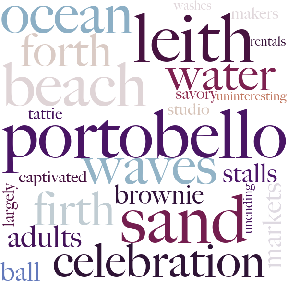 washes
ocean
makers
leith
forth
rentals
water
beach
savory
uninteresting
studio
tattie
portobello
waves
captivated
stalls
brownie
largely
firth
unending
markets
sand
adults
celebration
ball